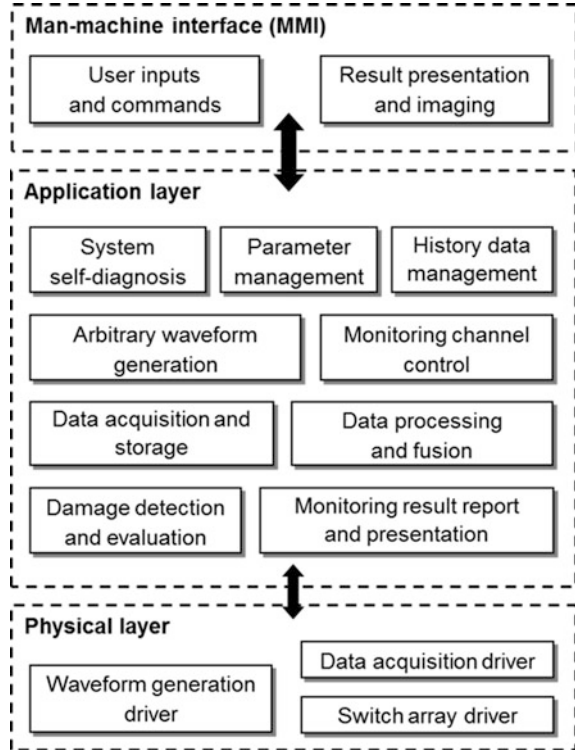 Man-machine interface (MMI)
User inputs
and commands
Result presentation
and imaging
Application layer
System
self-diagnosis
Parameter
management
History data
management
Arbitrary waveform
generation
Monitoring channel
control
Data acquisition and
storage
Data processing
and fusion
Damage detection
and evaluation
Monitoring result report
and presentation
Physical layer
Waveform generation
driver
Data acquisition driver
Switch array driver